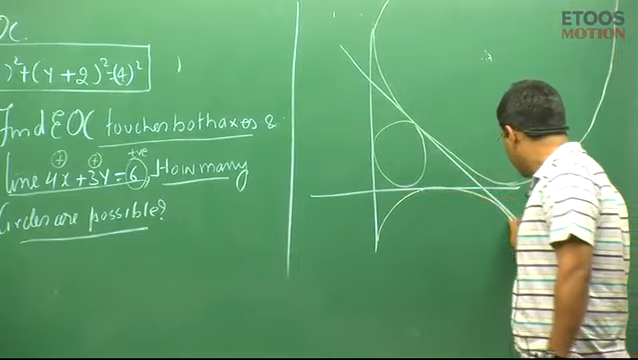 OC.
)²+(y+2)²=(4)²
Find EOC touches both axes &
line 4x+3y=6. How many
Circles are possible?
+ + +ve
ETOOS
MOTION